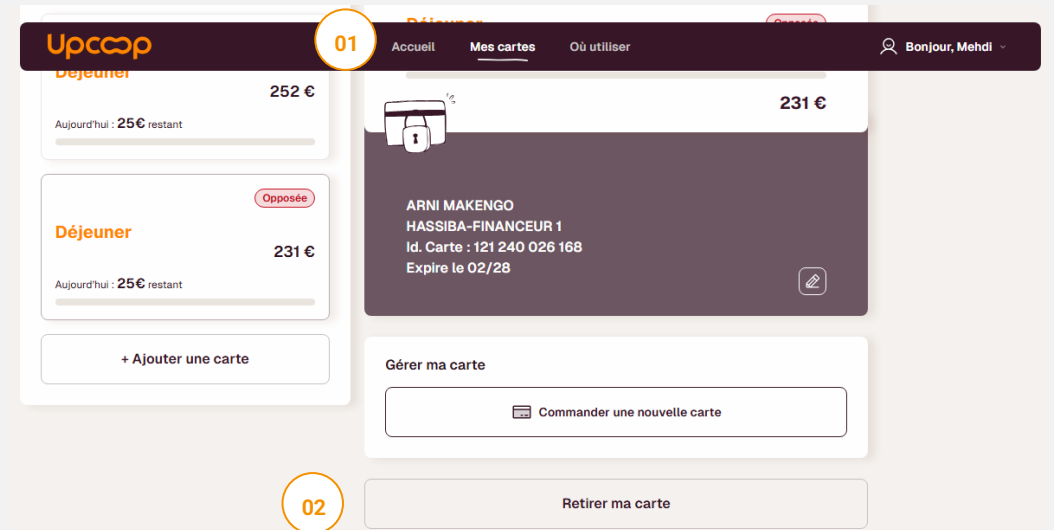 Upcoop
01
Accueil
Mes cartes
Où utiliser
Bonjour, Mehdi
Déjeuner
252 €
Aujourd'hui : 25€ restant
Opposée
Déjeuner
231 €
Aujourd'hui : 25€ restant
+ Ajouter une carte
Déjeuner
Opposée
231 €
ARNI MAKENGO
HASSIBA-FINANCEUR 1
Id. Carte : 121 240 026 168
Expire le 02/28
Gérer ma carte
Commander une nouvelle carte
02
Retirer ma carte